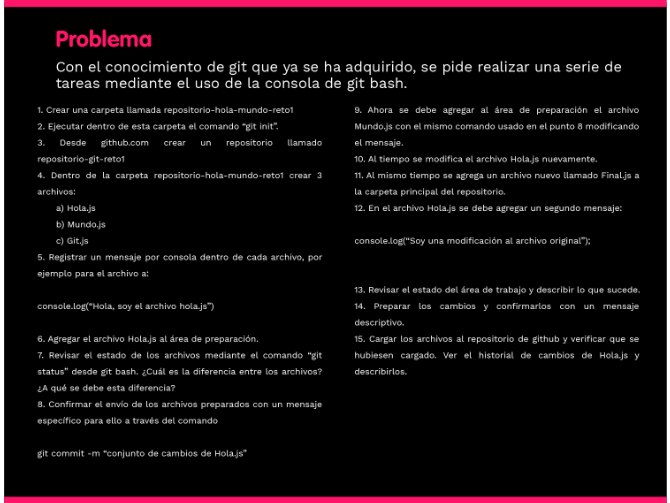 Problema
Con el conocimiento de git que ya se ha adquirido, se pide realizar una serie de
tareas mediante el uso de la consola de git bash.
1. Crear una carpeta llamada repositorio-hola-mundo-reto1
2. Ejecutar dentro de esta carpeta el comando “git init”.
3. Desde github.com crear un repositorio llamado
repositorio-git-reto1
4. Dentro de la carpeta repositorio-hola-mundo-reto1 crear 3
archivos:
a) Hola.js
b) Mundo.js
c) Git.js
5. Registrar un mensaje por consola dentro de cada archivo, por
ejemplo para el archivo a:
console.log(“Hola, soy el archivo hola.js”)
6. Agregar el archivo Hola.js al área de preparación.
7. Revisar el estado de los archivos mediante el comando “git
status” desde git bash. ¿Cuál es la diferencia entre los archivos?
¿A qué se debe esta diferencia?
8. Confirmar el envío de los archivos preparados con un mensaje
específico para ello a través del comando
git commit -m “conjunto de cambios de Hola.js”
9. Ahora se debe agregar al área de preparación el archivo
Mundo.js con el mismo comando usado en el punto 8 modificando
el mensaje.
10. Al tiempo se modifica el archivo Hola.js nuevamente.
11. Al mismo tiempo se agrega un archivo nuevo llamado Final.js a
la carpeta principal del repositorio.
12. En el archivo Hola.js se debe agregar un segundo mensaje:
console.log(“Soy una modificación al archivo original”);
13. Revisar el estado del área de trabajo y describir lo que sucede.
14. Preparar los cambios y confirmarlos con un mensaje
descriptivo.
15. Cargar los archivos al repositorio de github y verificar que se
hubiesen cargado. Ver el historial de cambios de Hola.js y
describirlos.